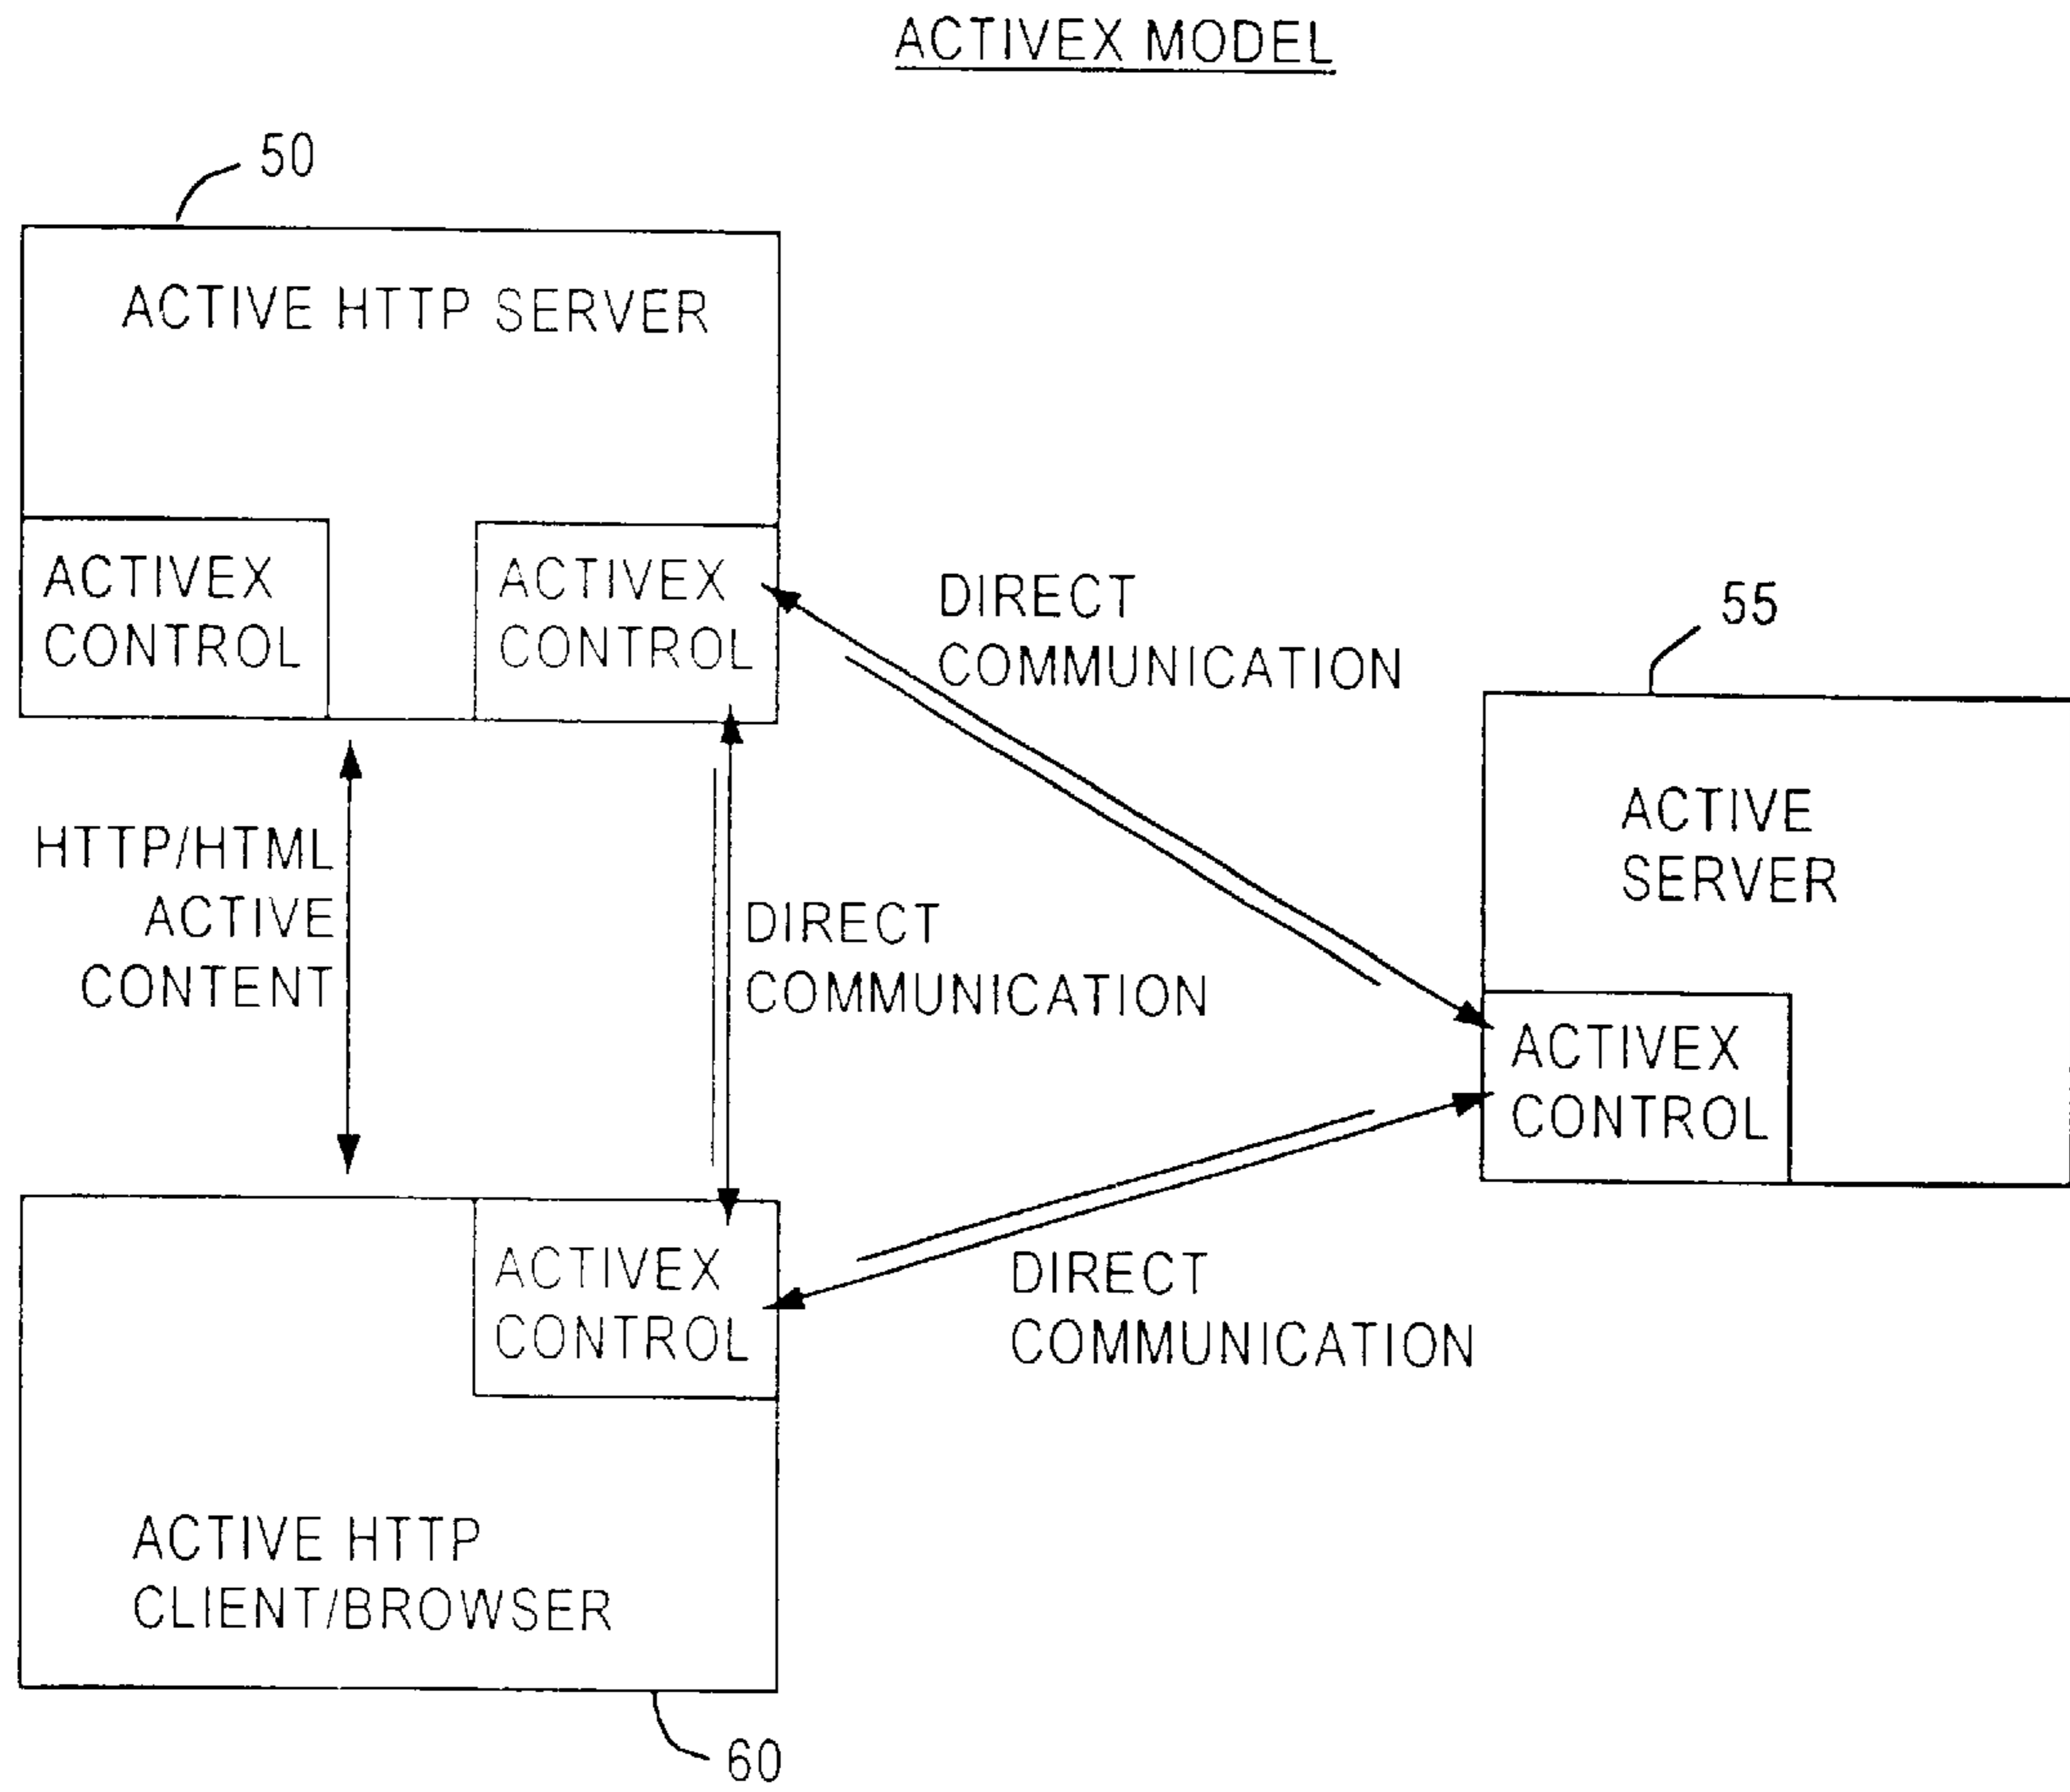 ACTIVEX MODEL
50
ACTIVE HTTP SERVER
ACTIVEX
CONTROL
ACTIVEX
CONTROL
DIRECT
COMMUNICATION
55
ACTIVE
SERVER
ACTIVEX
CONTROL
HTTP/HTML
ACTIVE
CONTENT
DIRECT
COMMUNICATION
DIRECT
COMMUNICATION
ACTIVEX
CONTROL
ACTIVE HTTP
CLIENT/BROWSER
60